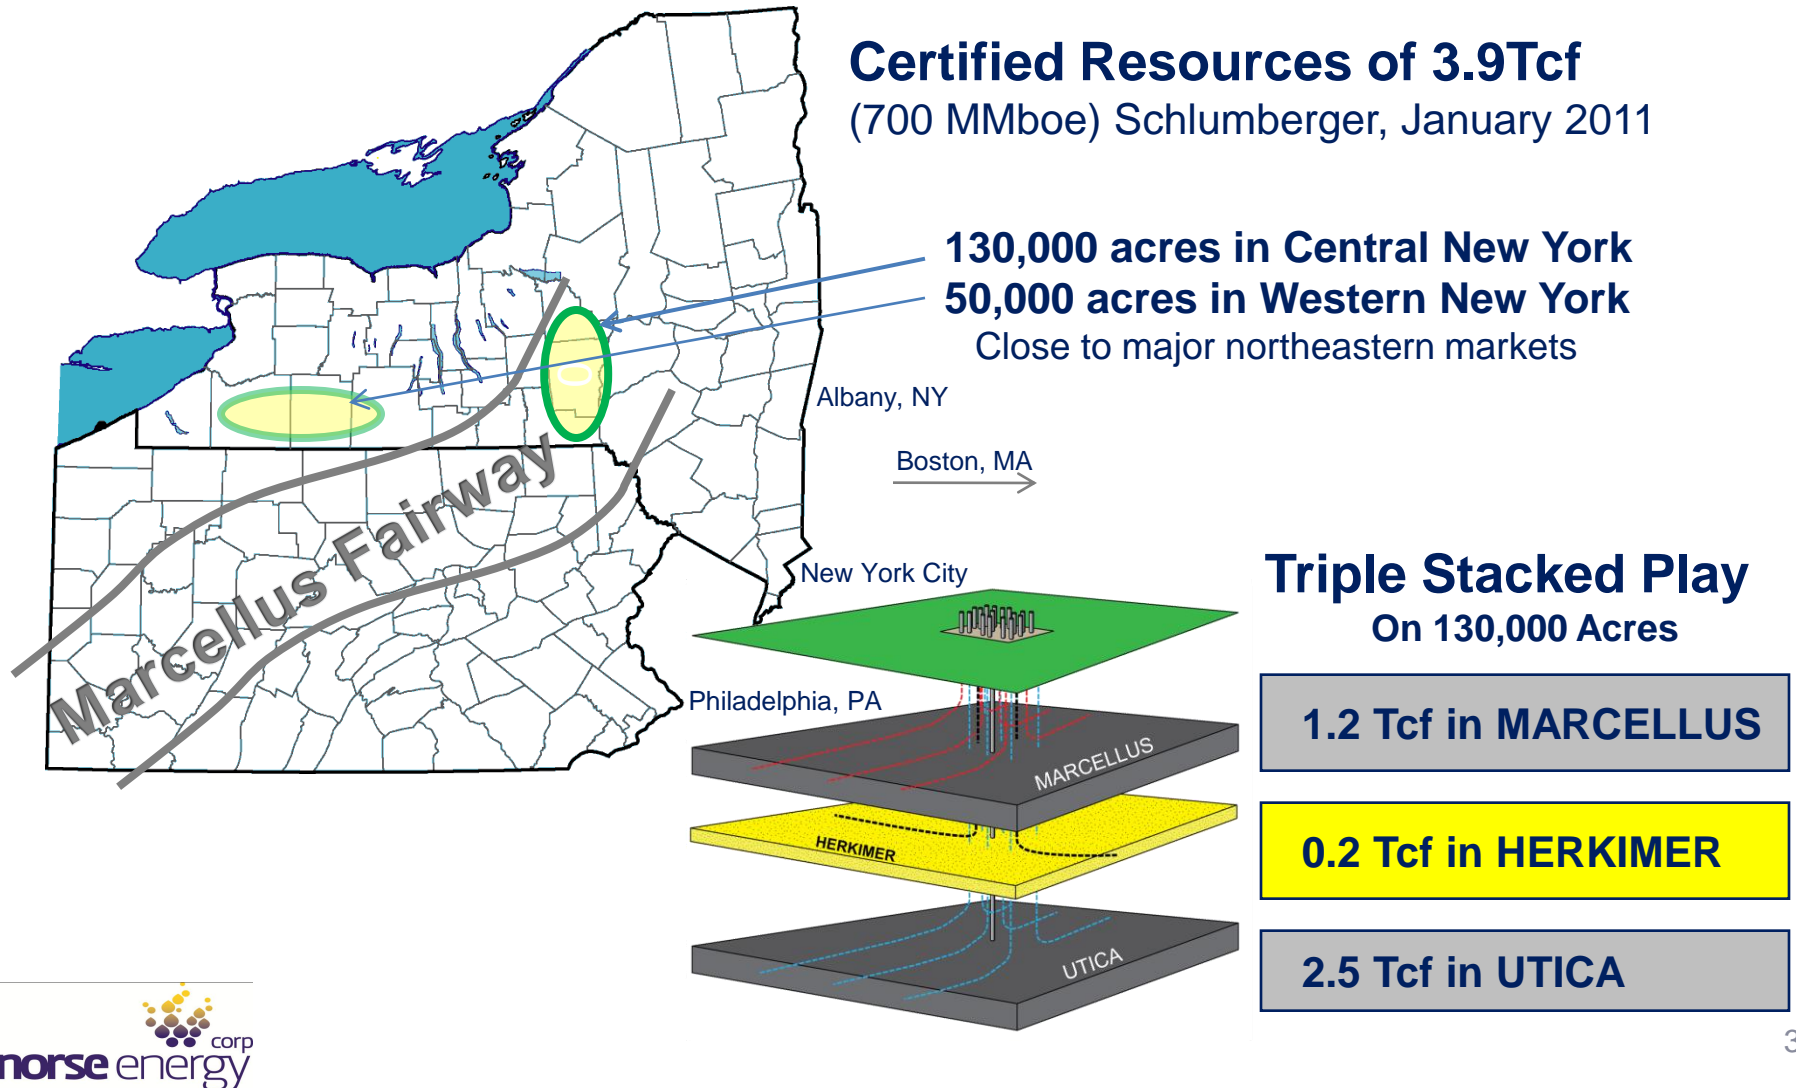 Certified Resources of 3.9Tcf
(700 MMboe) Schlumberger, January 2011
130,000 acres in Central New York
50,000 acres in Western New York
Close to major northeastern markets
Albany, NY
Boston, MA
Marcellus Fairway
New York City
Philadelphia, PA
Triple Stacked Play
On 130,000 Acres
MARCELLUS
HERKIMER
UTICA
1.2 Tcf in MARCELLUS
0.2 Tcf in HERKIMER
2.5 Tcf in UTICA
corp
norse energy
3